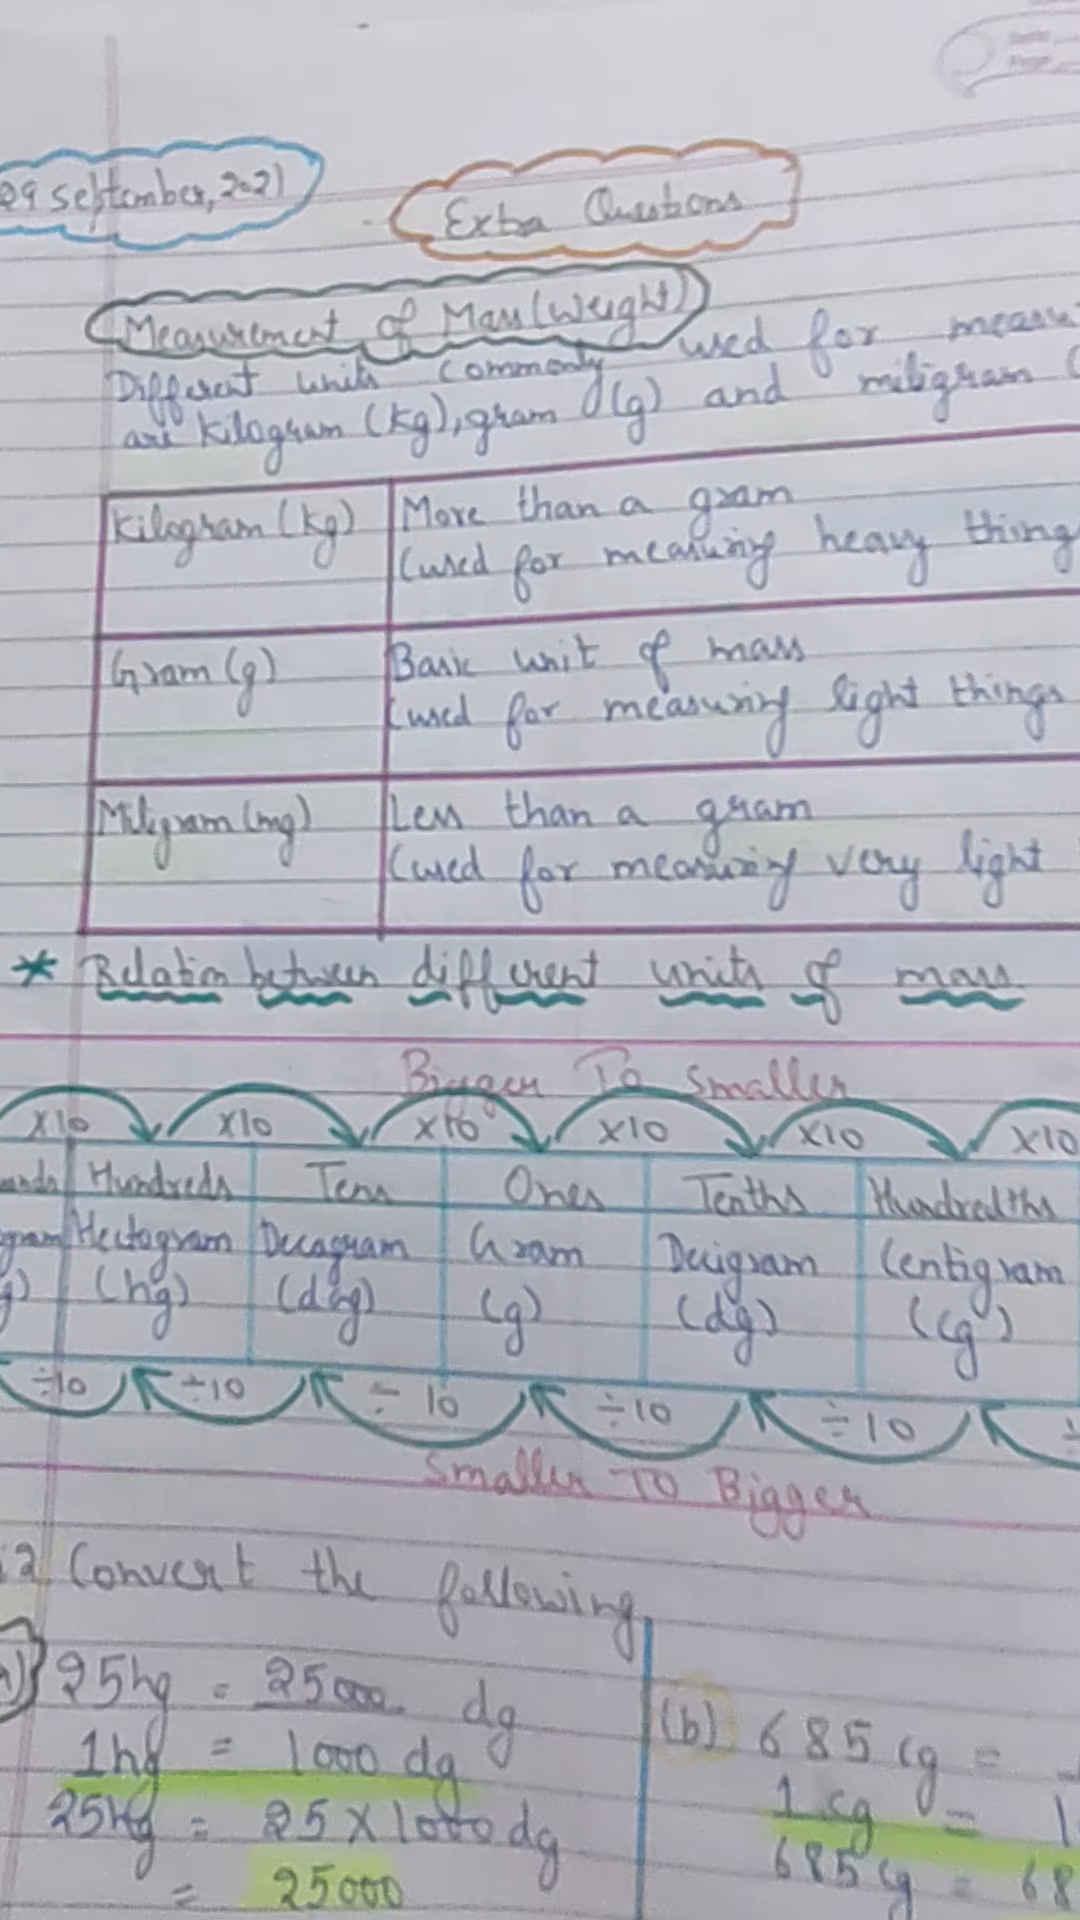 29 September, 2021
Extra Questions
Measurement of Mass (Weight)
Different units commonly used for measu
are kilogram (kg), gram (g) and miligram (
Kilogram (kg) More than a gram
(used for measuring heavy things
Gram (g) Basic unit of mass
(used for measuring light things
Miligram (mg) Less than a gram
(used for measuring very light
* Relation between different units of mass
Bigger To Smaller
x10 x10 x10 x10 x10 x10
ands Hundreds Tens Ones Tenths Hundredths
gram Hectogram Decagram Gram Decigram Centigram
g) (hg) (dag) (g) (dg) (cg)
÷10 ÷10 ÷ 10 ÷10 ÷10 ÷
Smaller To Bigger
2 Convert the following
a) 25hg = 25000 dg
1hg = 1000 dg
25hg = 25 x 1000 dg
= 25000
(b) 685 cg =
1 cg = 1
685 cg = 68